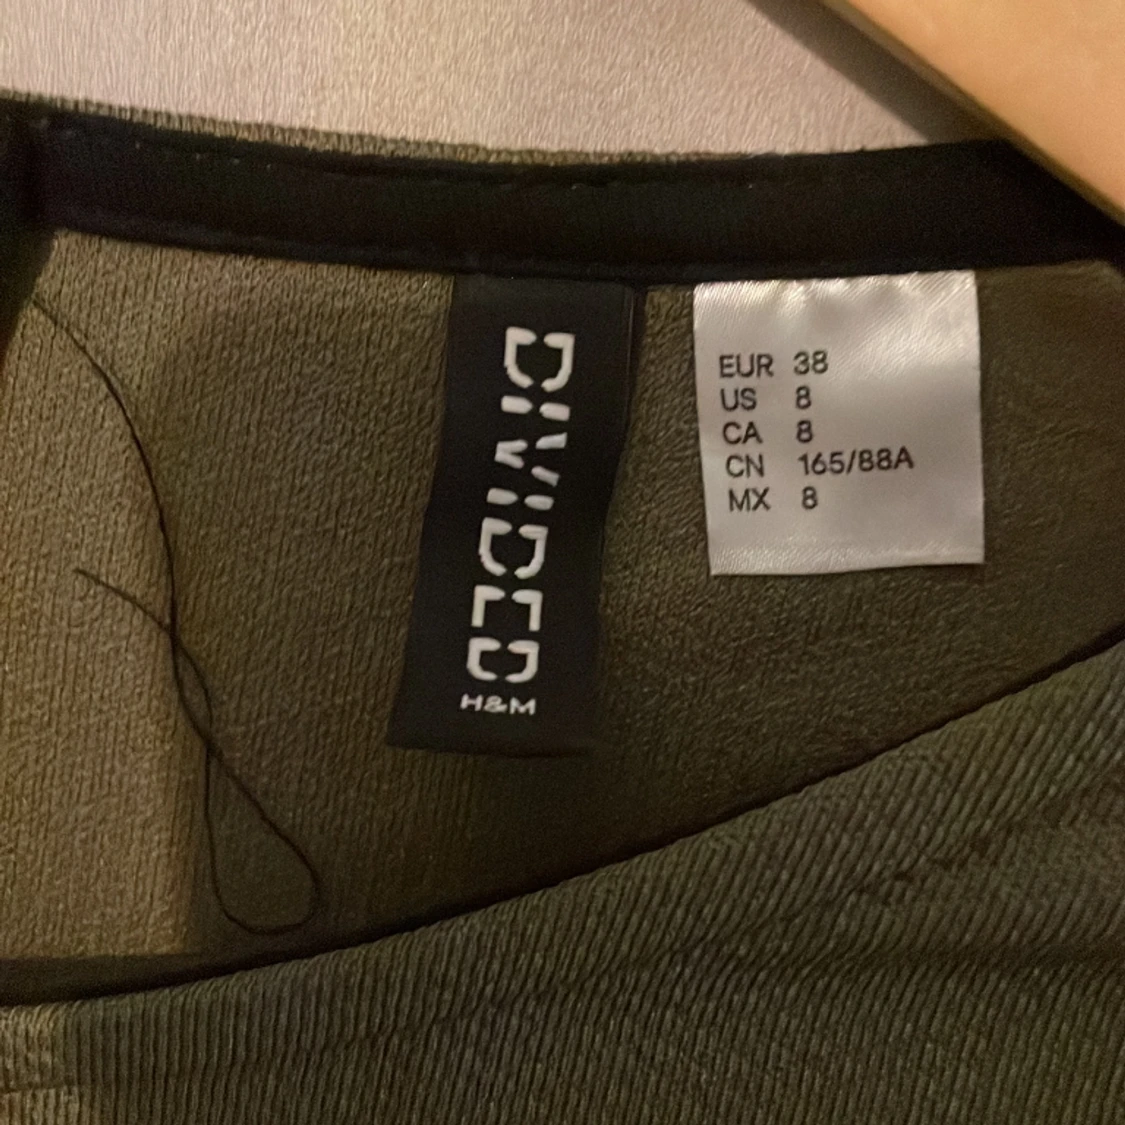 DIVIDED
H&M
EUR 38
US 8
CA 8
CN 165/88A
MX 8